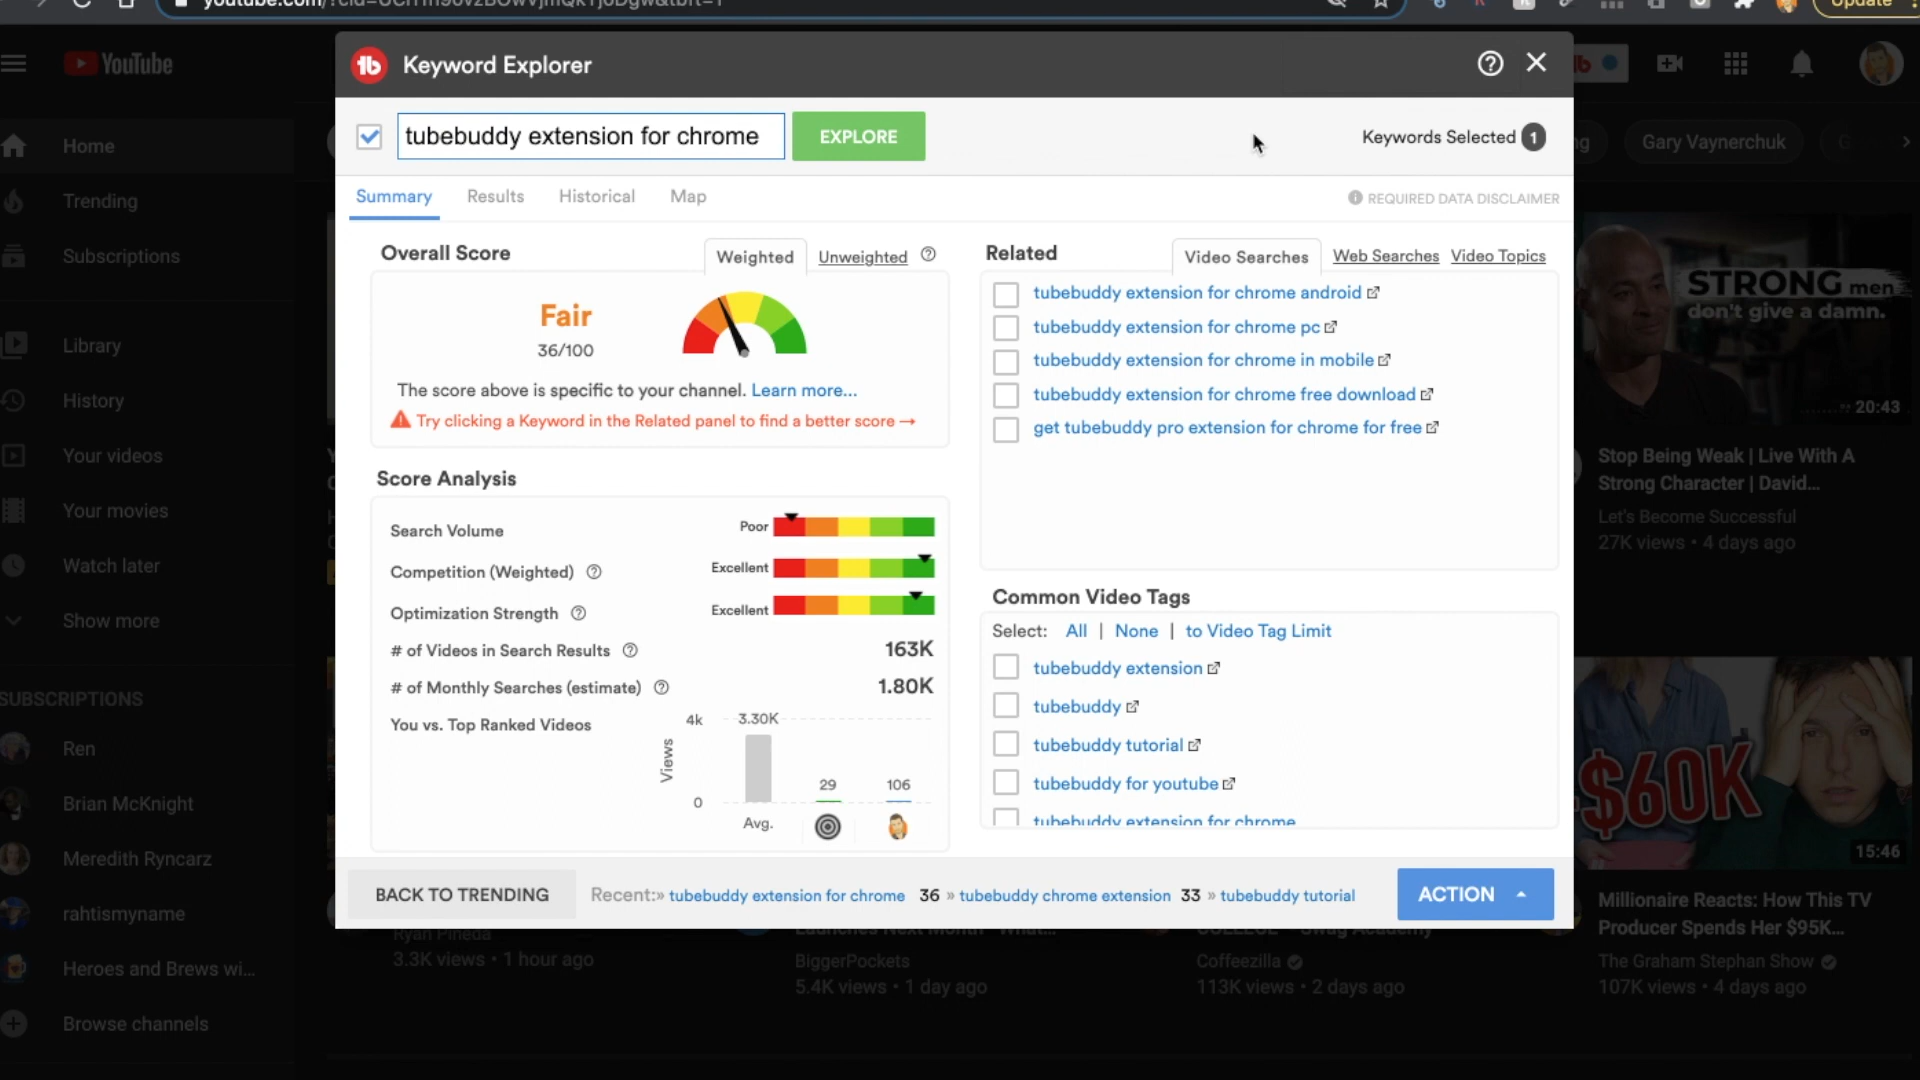 YouTube
Home
Trending
Subscriptions
Library
History
Your videos
Your movies
Watch later
Show more
SUBSCRIPTIONS
Ren
Brian McKnight
Meredith Ryncarz
rahtismyname
Heroes and Brews wi...
Browse channels
Update
Keyword Explorer
tubebuddy extension for chrome
EXPLORE
Keywords Selected 1
Summary Results Historical Map
REQUIRED DATA DISCLAIMER
Overall Score
Weighted Unweighted
Fair
36/100
The score above is specific to your channel. Learn more...
Try clicking a Keyword in the Related panel to find a better score →
Score Analysis
Search Volume Poor
Competition (Weighted) Excellent
Optimization Strength Excellent
# of Videos in Search Results 163K
# of Monthly Searches (estimate) 1.80K
You vs. Top Ranked Videos
Views
4k
0
3.30K
29
106
Avg.
Related
Video Searches Web Searches Video Topics
tubebuddy extension for chrome android
tubebuddy extension for chrome pc
tubebuddy extension for chrome in mobile
tubebuddy extension for chrome free download
get tubebuddy pro extension for chrome for free
Common Video Tags
Select: All | None | to Video Tag Limit
tubebuddy extension
tubebuddy
tubebuddy tutorial
tubebuddy for youtube
tubebuddy extension for chrome
BACK TO TRENDING
Recent:» tubebuddy extension for chrome 36 » tubebuddy chrome extension 33 » tubebuddy tutorial
ACTION
Gary Vaynerchuk
STRONG men
don't give a damn.
20:43
Stop Being Weak | Live With A
Strong Character | David...
Let's Become Successful
27K views • 4 days ago
$60K
15:46
Millionaire Reacts: How This TV
Producer Spends Her $95K...
The Graham Stephan Show
107K views • 4 days ago
Ryan Pineda
3.3K views • 1 hour ago
BiggerPockets
5.4K views • 1 day ago
Coffeezilla
113K views • 2 days ago